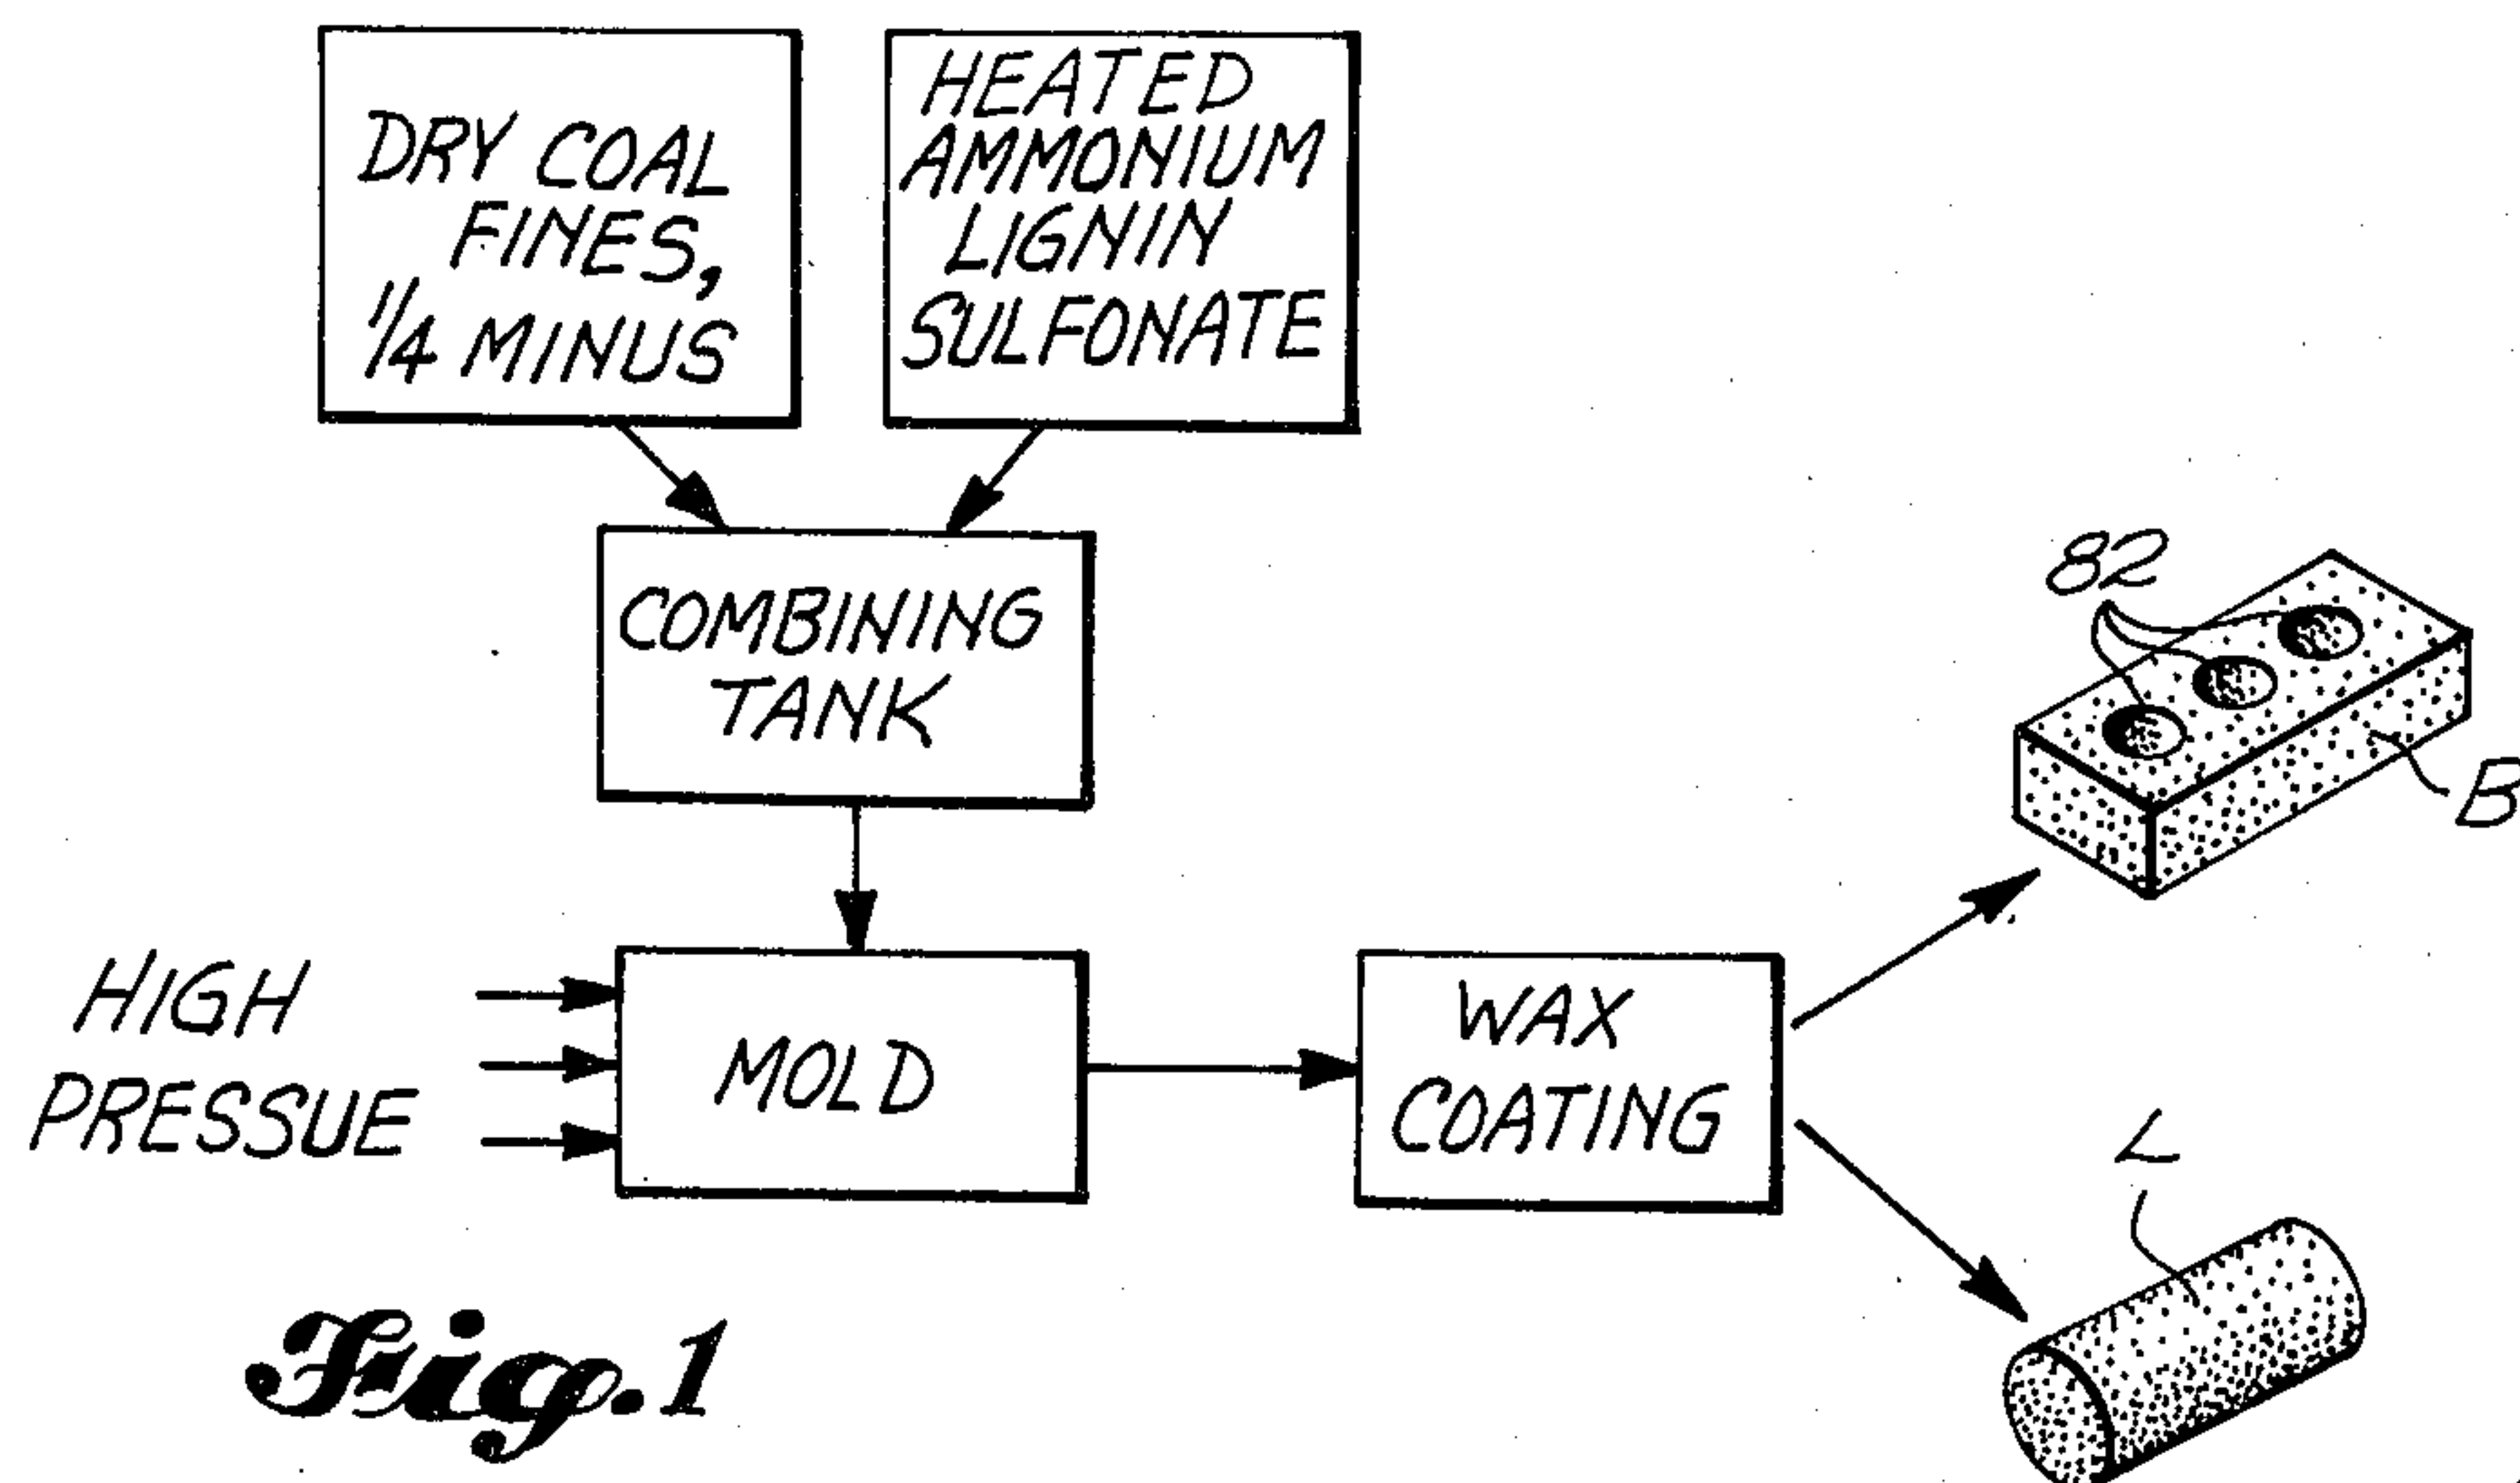 DRY COAL
FINES,
1/4 MINUS
HEATED
AMMONIUM
LIGNIN
SULFONATE
COMBINING
TANK
82
B
HIGH
PRESSUE
MOLD
WAX
COATING
L
Fig. 1